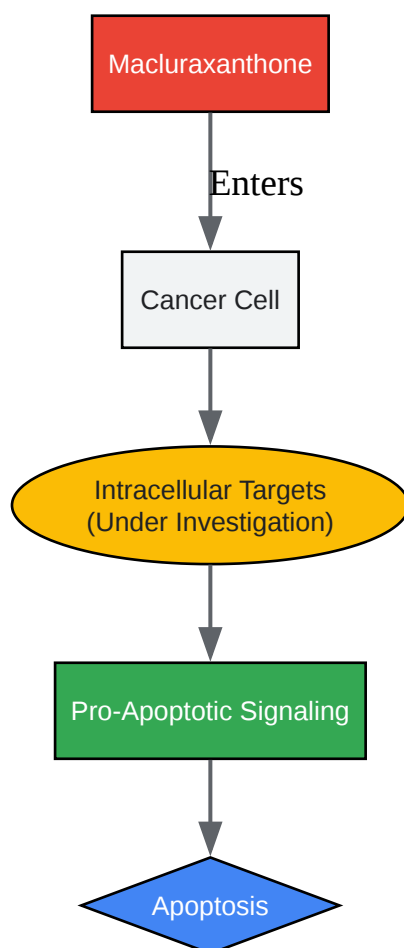 Macluraxanthone
Enters
Cancer Cell
Intracellular Targets
(Under Investigation)
Pro-Apoptotic Signaling
Apoptosis